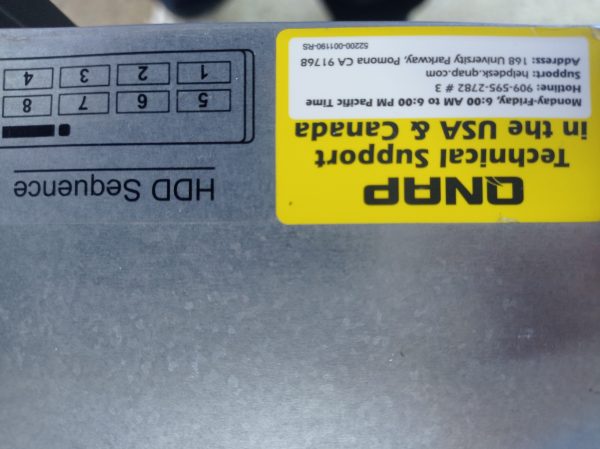 QNAP
Technical Support
in the USA & Canada
Monday-Friday, 6:00 AM to 6:00 PM Pacific Time
Hotline: 909-595-2782 # 3
Support: helpdesk.qnap.com
Address: 168 University Parkway, Pomona CA 91768
52200-001190-RS
HDD Sequence
5 6 7 8
1 2 3 4